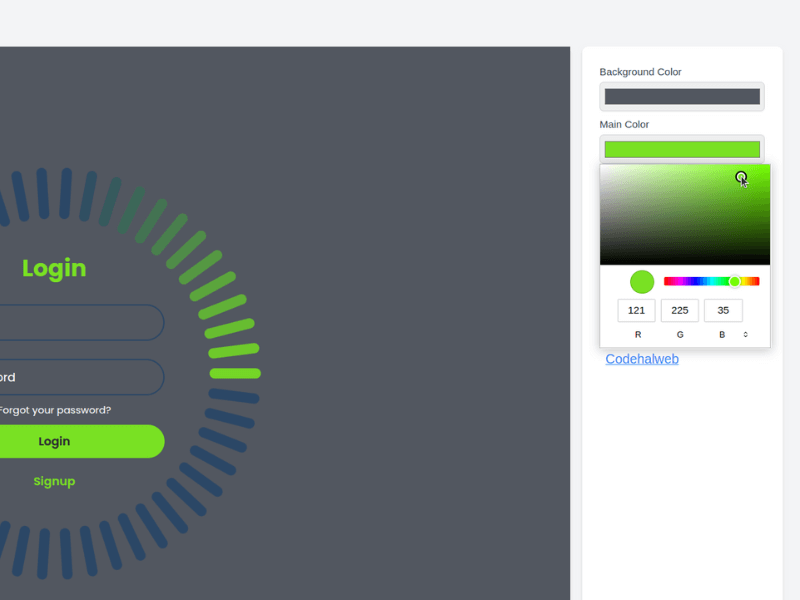 Login
ord
Forgot your password?
Login
Signup
Background Color
Main Color
121 225 35
R G B
Codehalweb